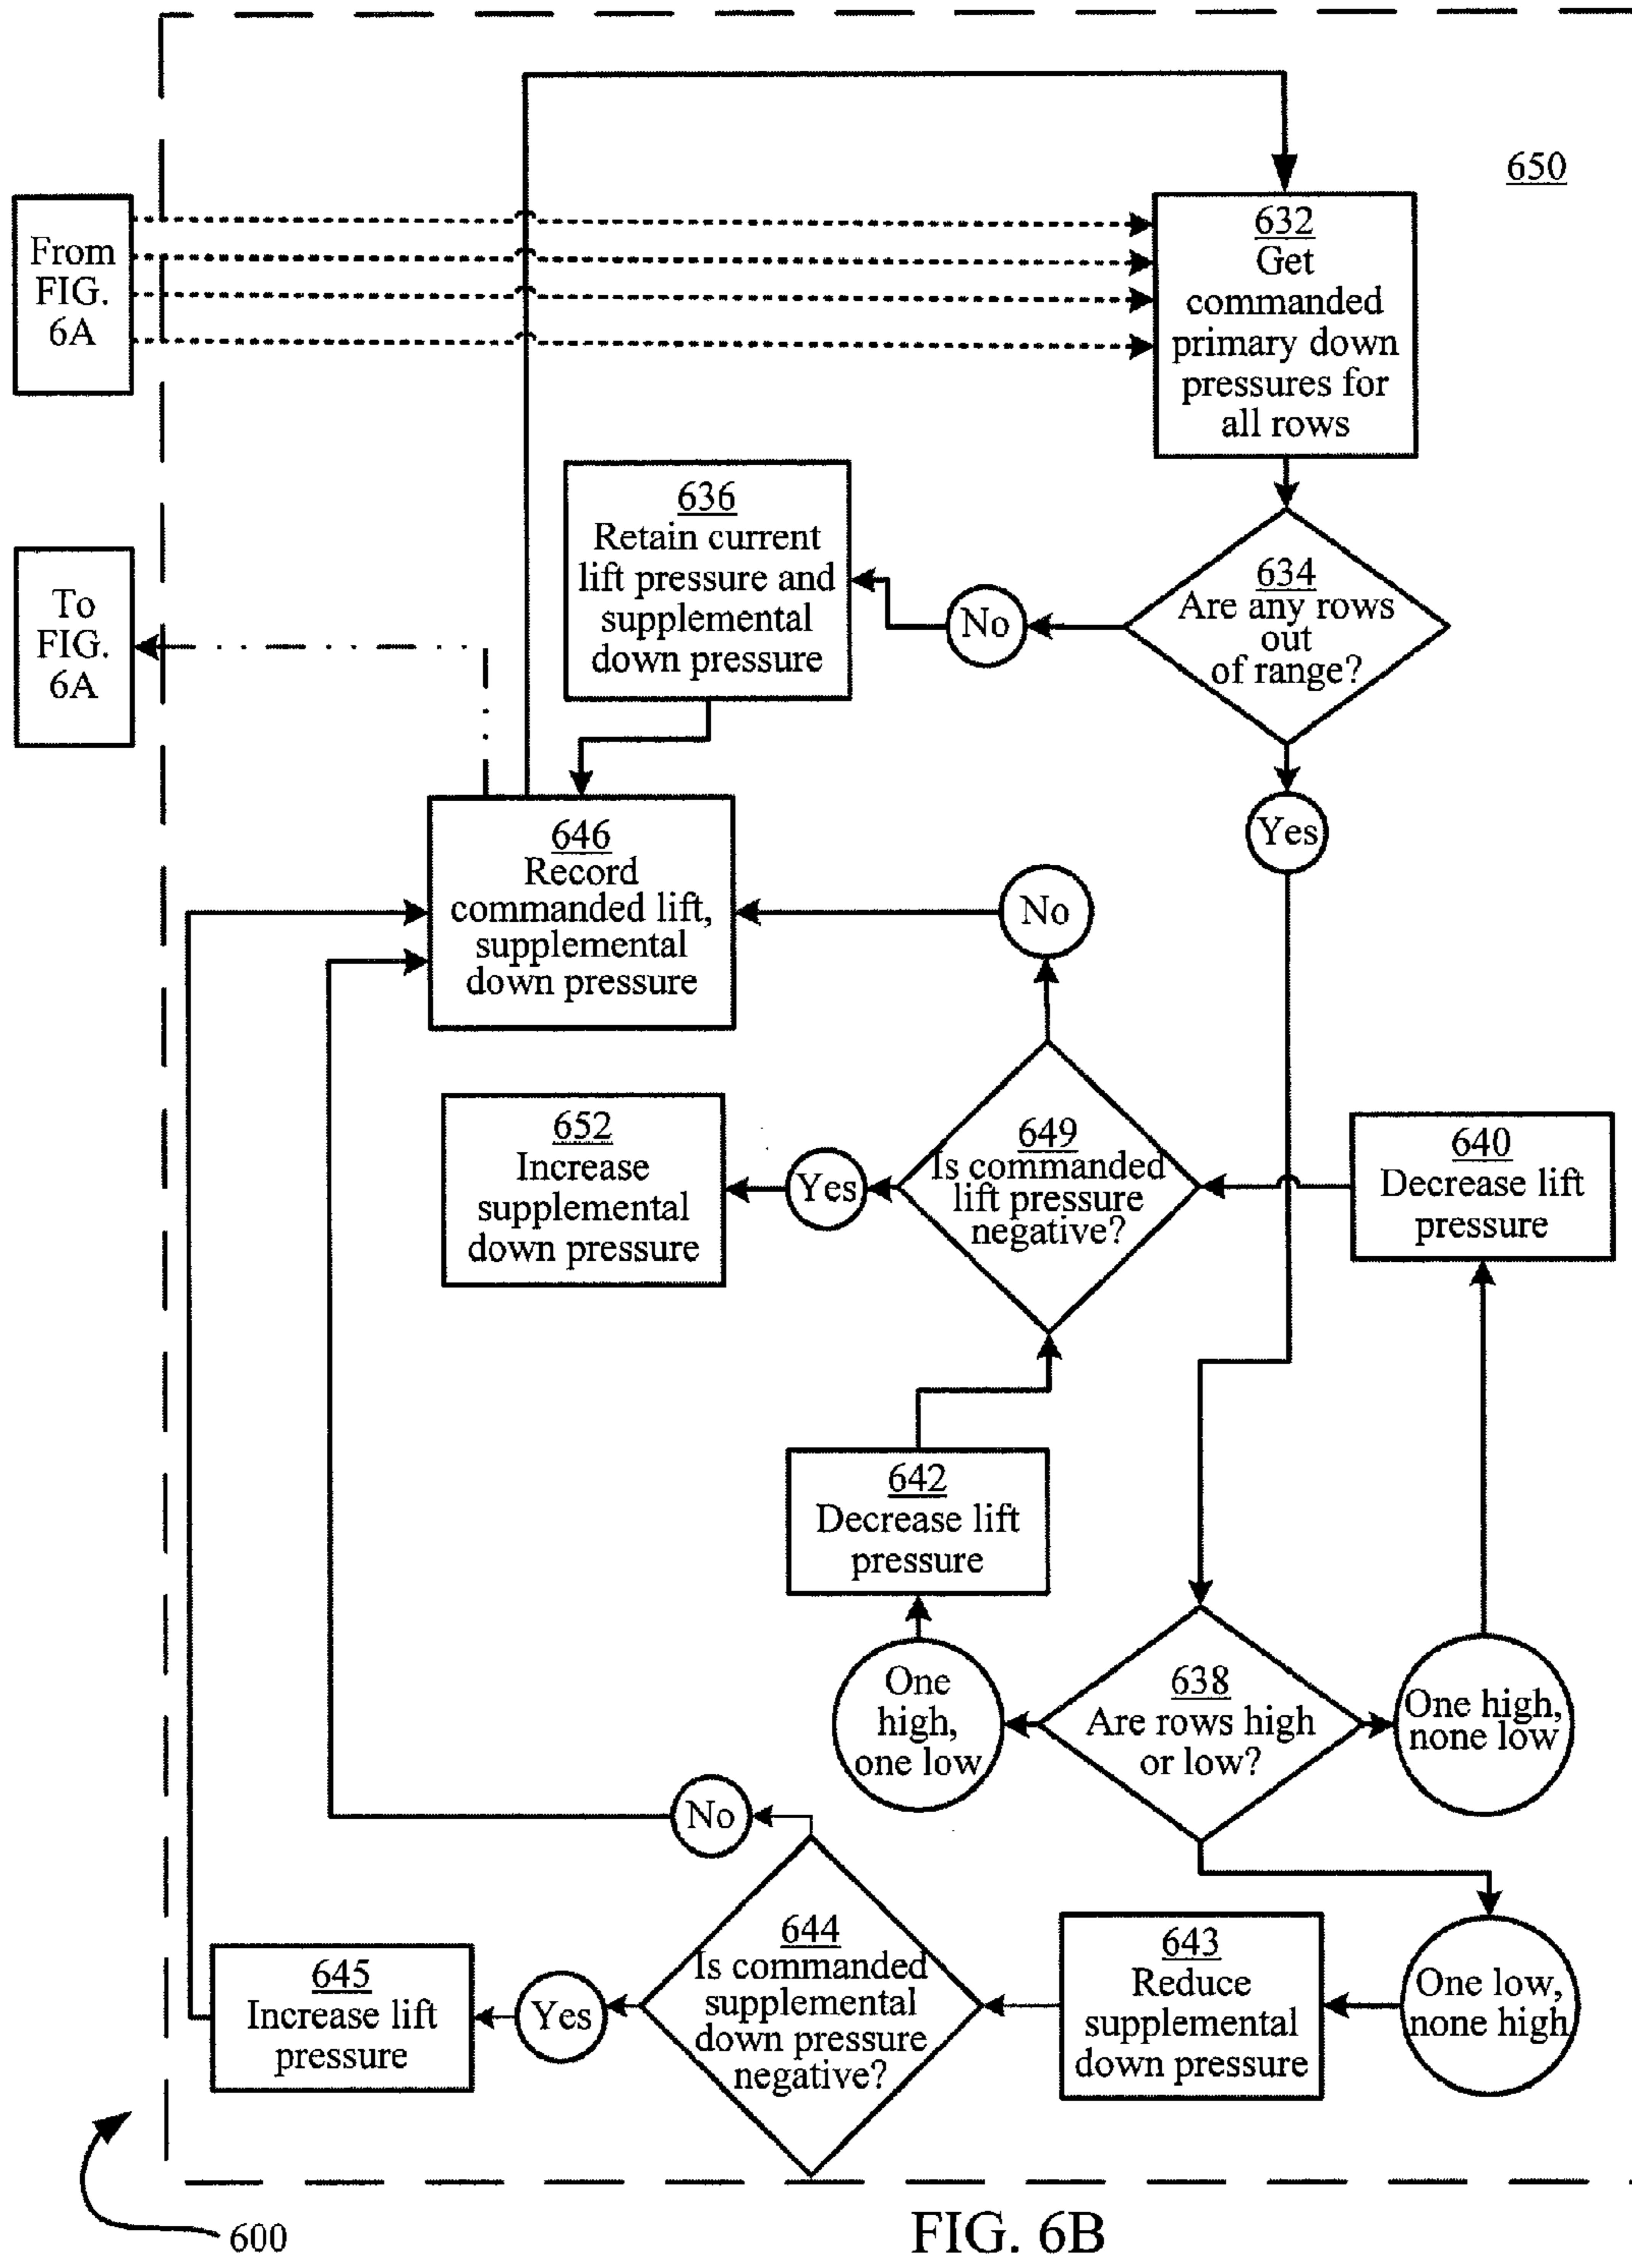 650
From
FIG.
6A
632
Get
commanded
primary down
pressures for
all rows
636
Retain current
lift pressure and
supplemental
down pressure
No
634
Are any rows
out
of range?
To
FIG.
6A
Yes
646
Record
commanded lift,
supplemental
down pressure
No
652
Increase
supplemental
down pressure
Yes
649
Is commanded
lift pressure
negative?
640
Decrease lift
pressure
642
Decrease lift
pressure
One
high,
one low
638
Are rows high
or low?
One high,
none low
No
645
Increase lift
pressure
Yes
644
Is commanded
supplemental
down pressure
negative?
643
Reduce
supplemental
down pressure
One low,
none high
600
FIG. 6B